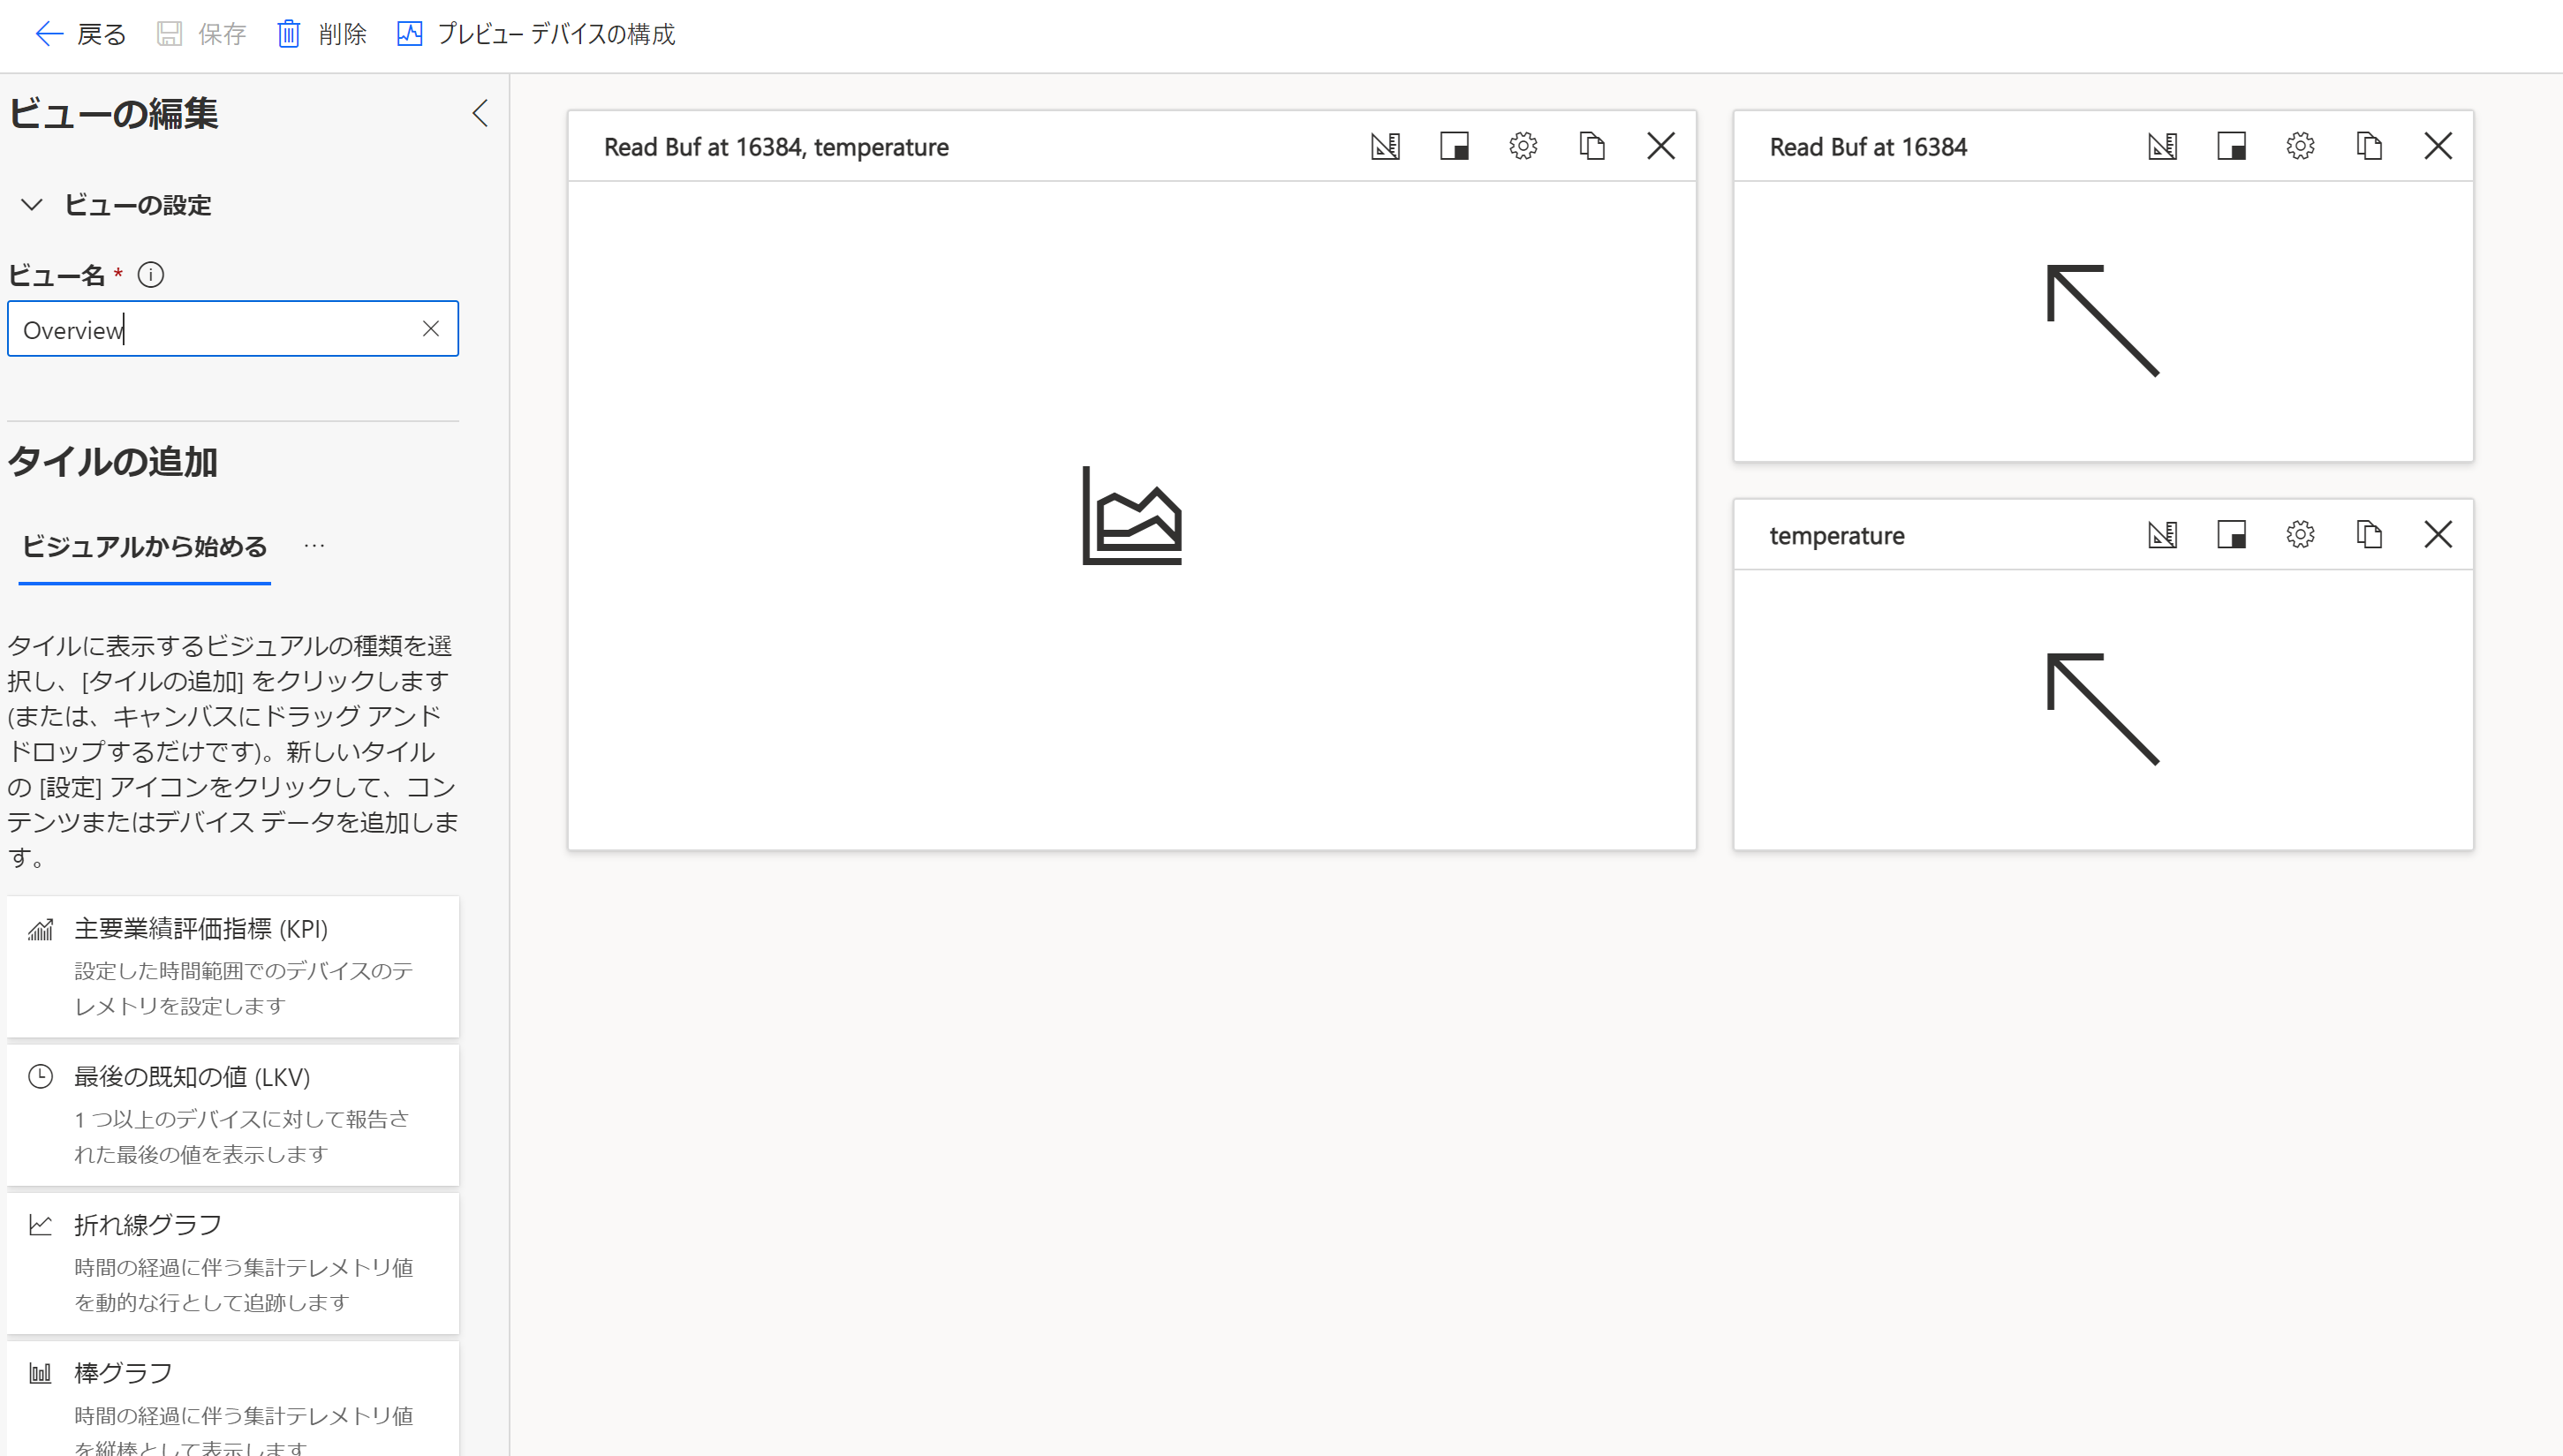 戻る 保存 削除 プレビュー デバイスの構成
ビューの編集
ビューの設定
ビュー名 *
Overview
タイルの追加
ビジュアルから始める ...
タイルに表示するビジュアルの種類を選
択し、[タイルの追加] をクリックします
(または、キャンバスにドラッグ アンド
ドロップするだけです)。新しいタイル
の [設定] アイコンをクリックして、コン
テンツまたはデバイス データを追加しま
す。
主要業績評価指標 (KPI)
設定した時間範囲でのデバイスのテ
レメトリを設定します
最後の既知の値 (LKV)
1 つ以上のデバイスに対して報告さ
れた最後の値を表示します
折れ線グラフ
時間の経過に伴う集計テレメトリ値
を動的な行として追跡します
棒グラフ
時間の経過に伴う集計テレメトリ値
を縦棒として表示します
Read Buf at 16384, temperature
Read Buf at 16384
temperature